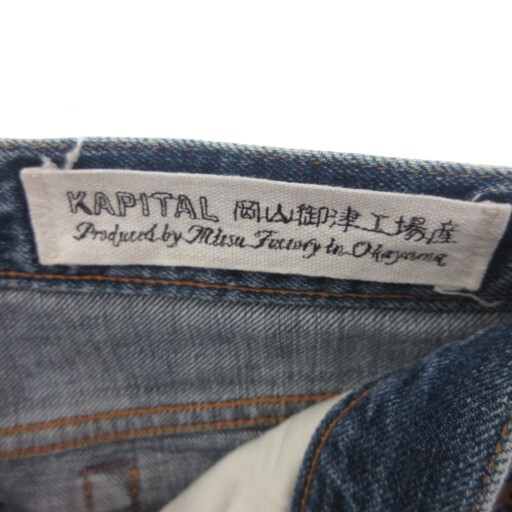 KAPITAL 岡山御津工場産
Produced by Mitsu Factory in Okayama